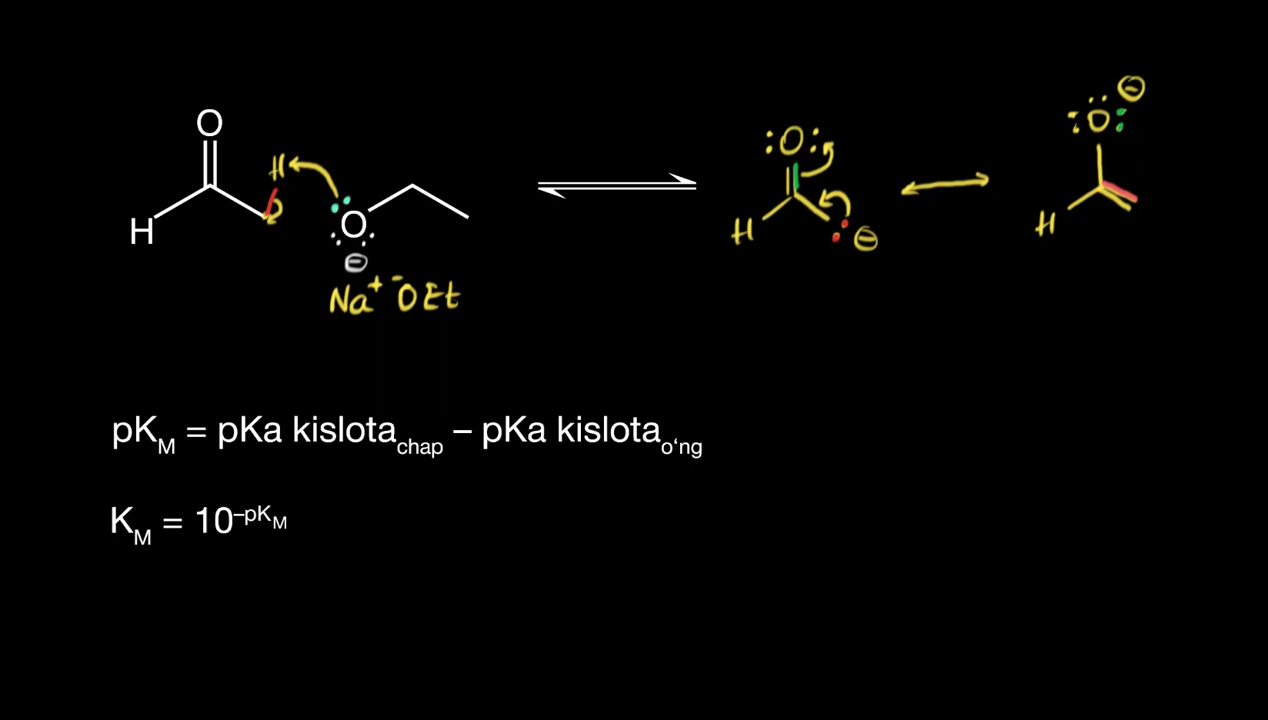 O
H
H
O
⊖
Na⁺ ⁻OEt
:O:
H
⊖
:O:
⊖
H
pK_M = pKa kislota_chap – pKa kislota_o‘ng
K_M = 10^–pK_M